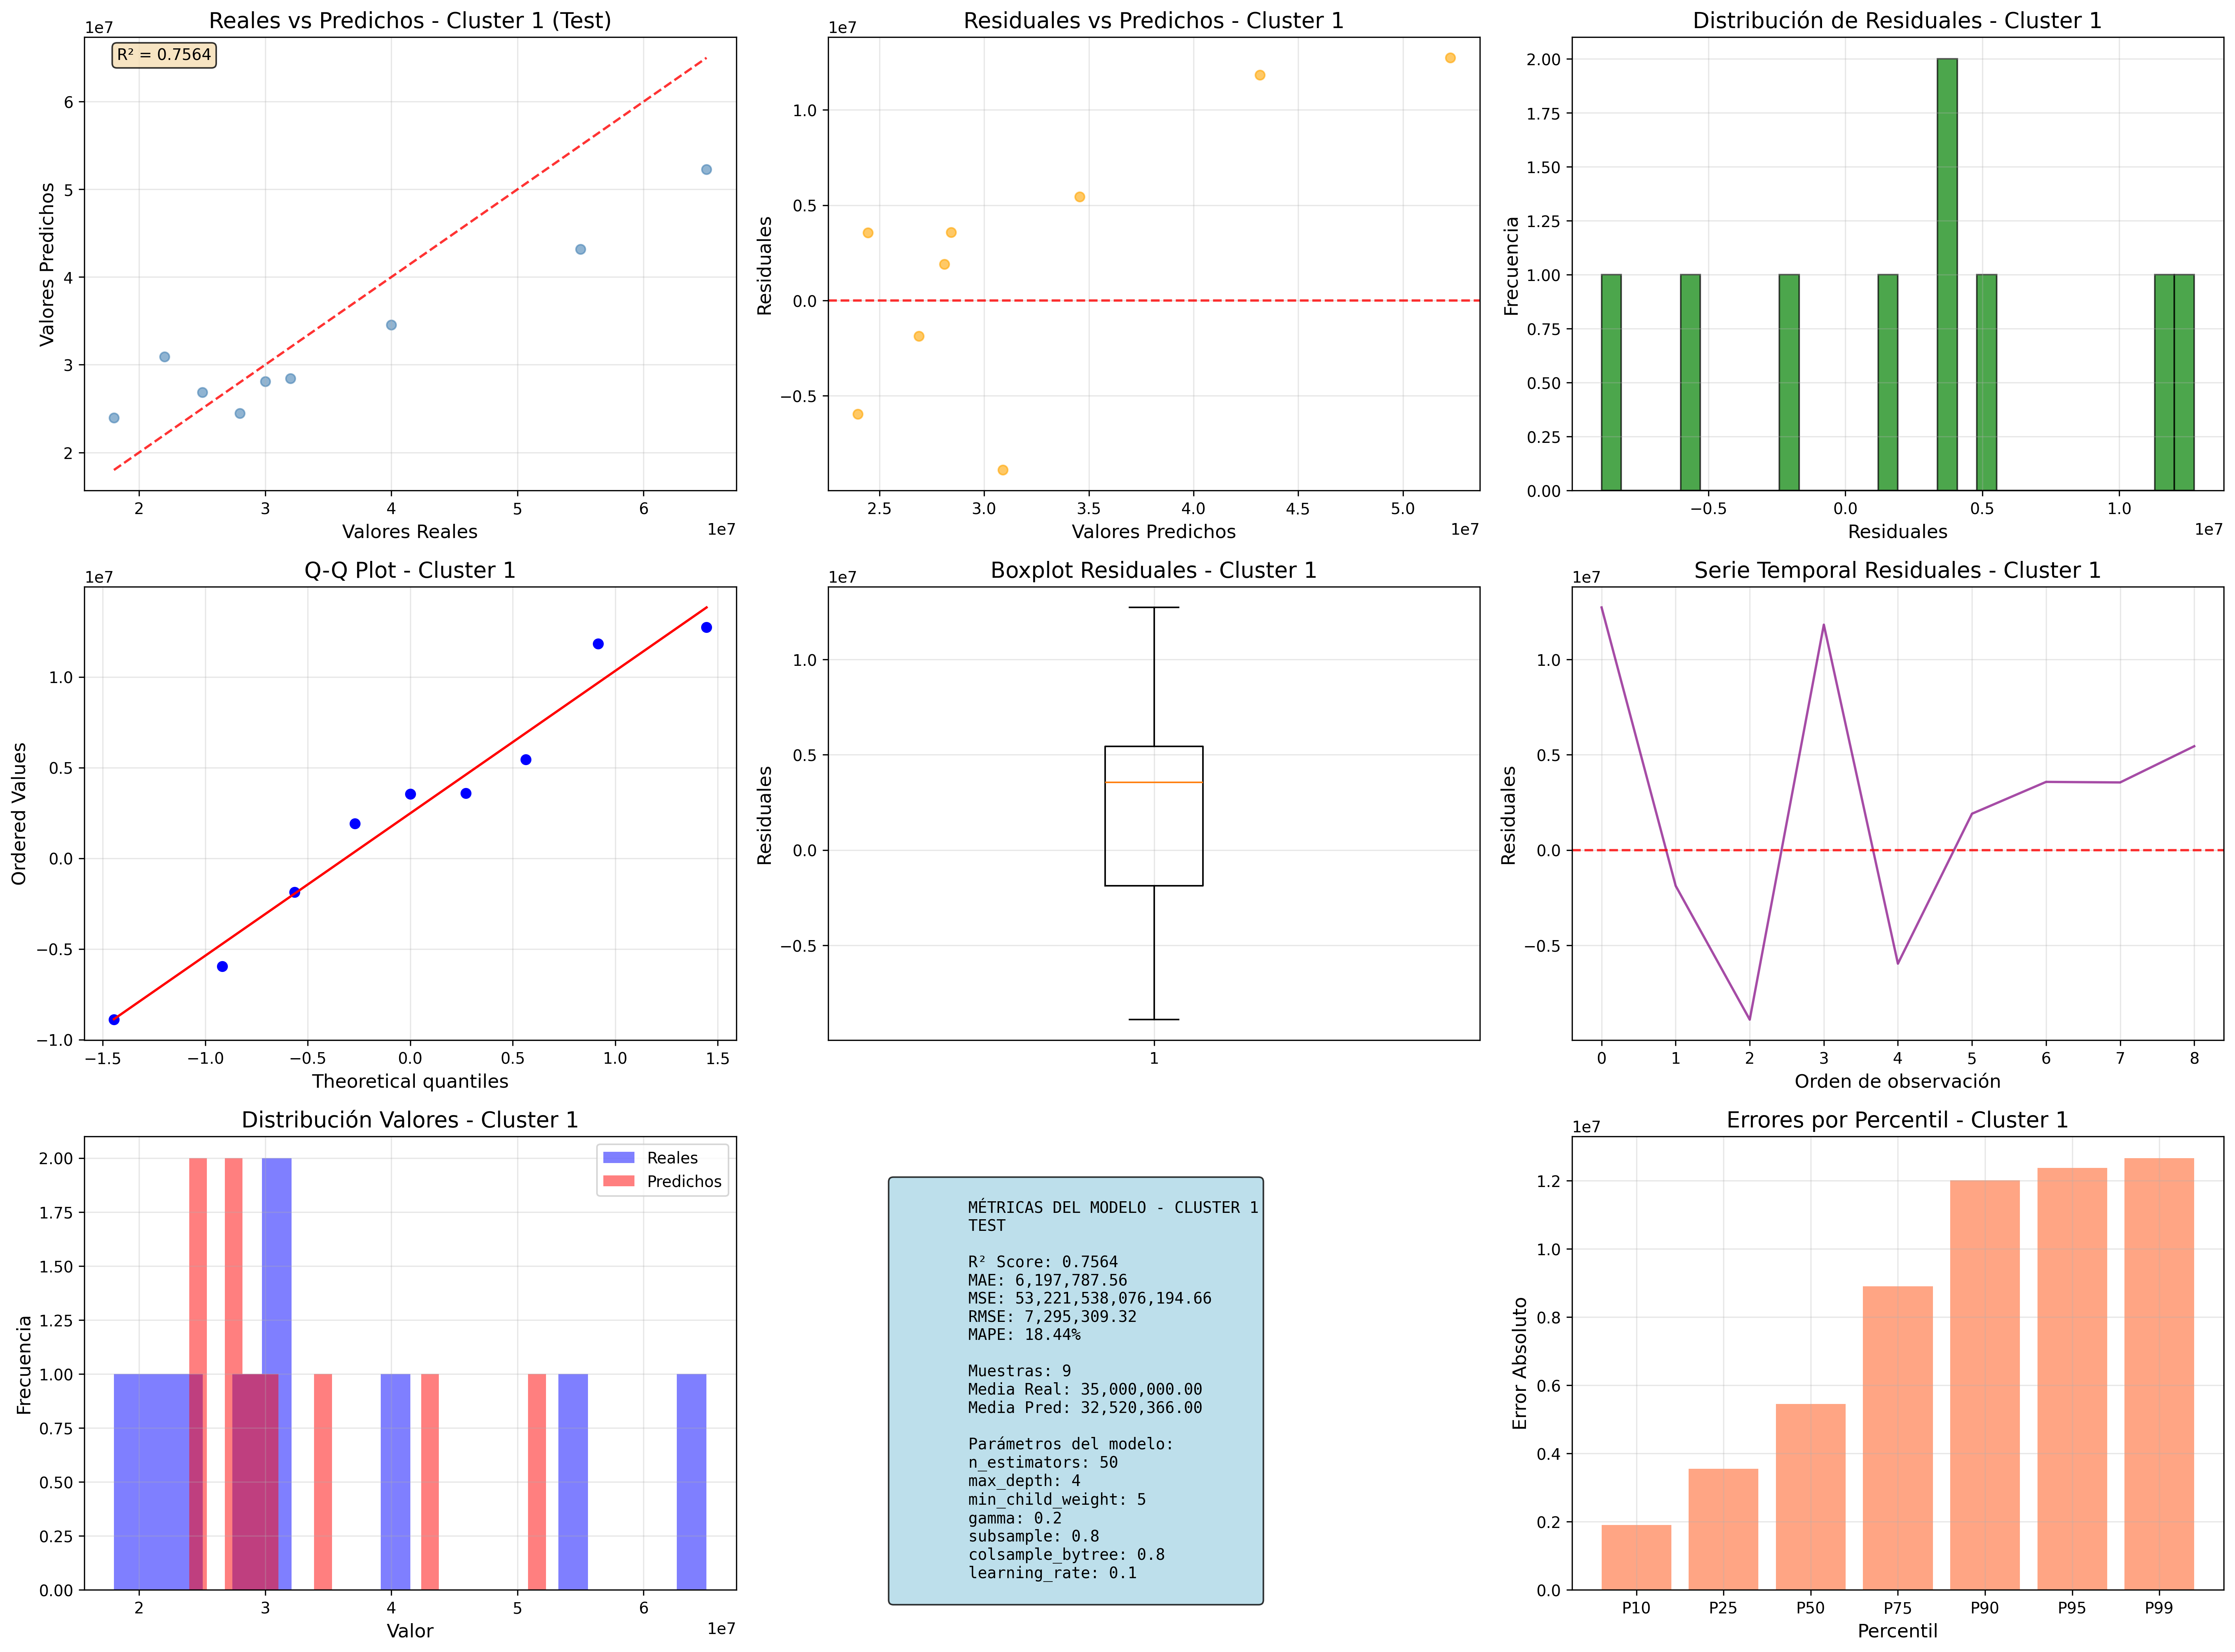 Reales vs Predichos - Cluster 1 (Test)
1e7
R² = 0.7564
Valores Predichos
6
5
4
3
2
2
3
4
5
6
1e7
Valores Reales
Residuales vs Predichos - Cluster 1
1e7
Residuales
1.0
0.5
0.0
−0.5
2.5
3.0
3.5
4.0
4.5
5.0
1e7
Valores Predichos
Distribución de Residuales - Cluster 1
Frecuencia
2.00
1.75
1.50
1.25
1.00
0.75
0.50
0.25
0.00
−0.5
0.0
0.5
1.0
1e7
Residuales
Q-Q Plot - Cluster 1
1e7
Ordered Values
1.0
0.5
0.0
−0.5
−1.0
−1.5
−1.0
−0.5
0.0
0.5
1.0
1.5
Theoretical quantiles
Boxplot Residuales - Cluster 1
1e7
Residuales
1.0
0.5
0.0
−0.5
1
Serie Temporal Residuales - Cluster 1
1e7
Residuales
1.0
0.5
0.0
−0.5
0
1
2
3
4
5
6
7
8
Orden de observación
Distribución Valores - Cluster 1
Frecuencia
2.00
1.75
1.50
1.25
1.00
0.75
0.50
0.25
0.00
Reales
Predichos
2
3
4
5
6
1e7
Valor
MÉTRICAS DEL MODELO - CLUSTER 1
TEST
R² Score: 0.7564
MAE: 6,197,787.56
MSE: 53,221,538,076,194.66
RMSE: 7,295,309.32
MAPE: 18.44%
Muestras: 9
Media Real: 35,000,000.00
Media Pred: 32,520,366.00
Parámetros del modelo:
n_estimators: 50
max_depth: 4
min_child_weight: 5
gamma: 0.2
subsample: 0.8
colsample_bytree: 0.8
learning_rate: 0.1
Errores por Percentil - Cluster 1
1e7
Error Absoluto
1.2
1.0
0.8
0.6
0.4
0.2
0.0
P10
P25
P50
P75
P90
P95
P99
Percentil